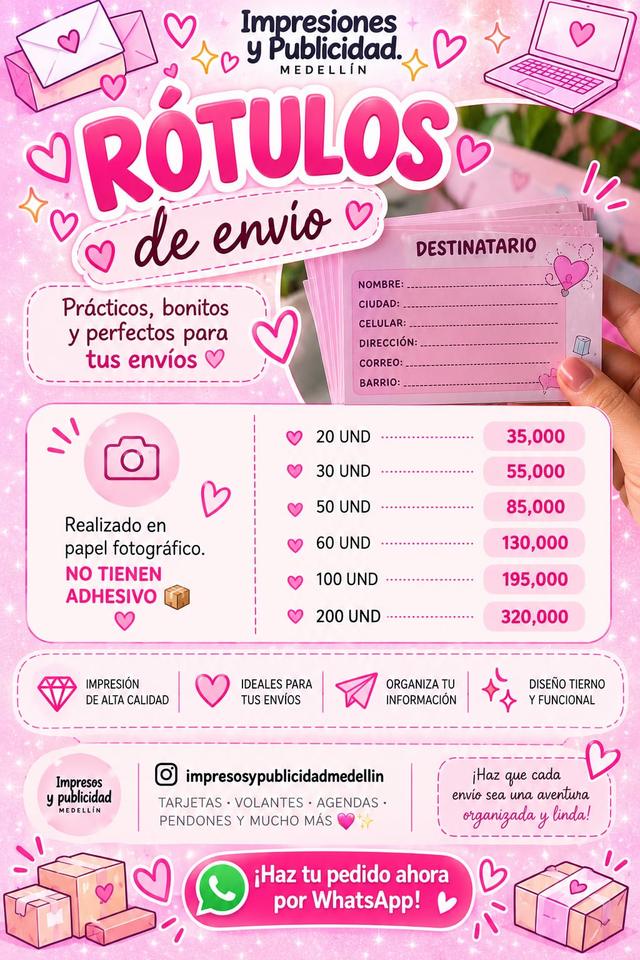 Impresiones
y Publicidad.
MEDELLÍN
RÓTULOS
de envío
Prácticos, bonitos
y perfectos para
tus envíos
DESTINATARIO
NOMBRE:
CIUDAD:
CELULAR:
DIRECCIÓN:
CORREO:
BARRIO:
Realizado en
papel fotográfico.
NO TIENEN
ADHESIVO
20 UND 35,000
30 UND 55,000
50 UND 85,000
60 UND 130,000
100 UND 195,000
200 UND 320,000
IMPRESIÓN
DE ALTA CALIDAD
IDEALES PARA
TUS ENVÍOS
ORGANIZA TU
INFORMACIÓN
DISEÑO TIERNO
Y FUNCIONAL
Impresos
y publicidad
MEDELLÍN
impresosypublicidadmedellin
TARJETAS • VOLANTES • AGENDAS •
PENDONES Y MUCHO MÁS
¡Haz que cada
envío sea una aventura
organizada y linda!
¡Haz tu pedido ahora
por WhatsApp!